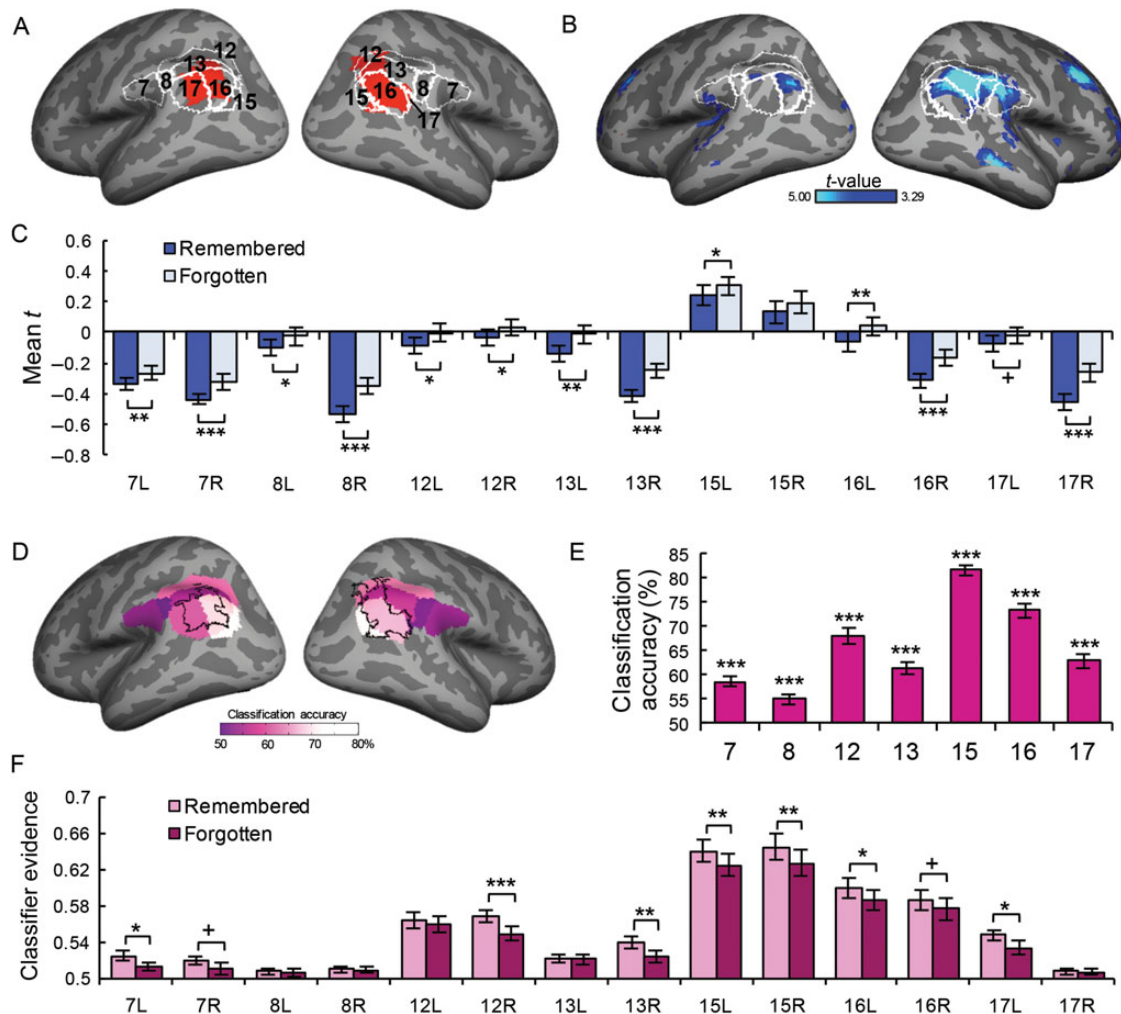 A
12
13
7
8
17
16
15
12
13
8
7
15
16
17
B
t-value
5.00
3.29
C
Remembered
Forgotten
Mean t
0.6
0.4
0.2
0
−0.2
−0.4
−0.6
−0.8
*
**
**
***
*
***
*
*
**
***
***
+
***
7L 7R 8L 8R 12L 12R 13L 13R 15L 15R 16L 16R 17L 17R
D
Classification accuracy
50 60 70 80%
E
Classification
accuracy (%)
85
80
75
70
65
60
55
50
*** *** *** *** *** *** ***
7 8 12 13 15 16 17
F
Remembered
Forgotten
Classifier evidence
0.7
0.66
0.62
0.58
0.54
0.5
* + *** ** ** ** * + *
7L 7R 8L 8R 12L 12R 13L 13R 15L 15R 16L 16R 17L 17R